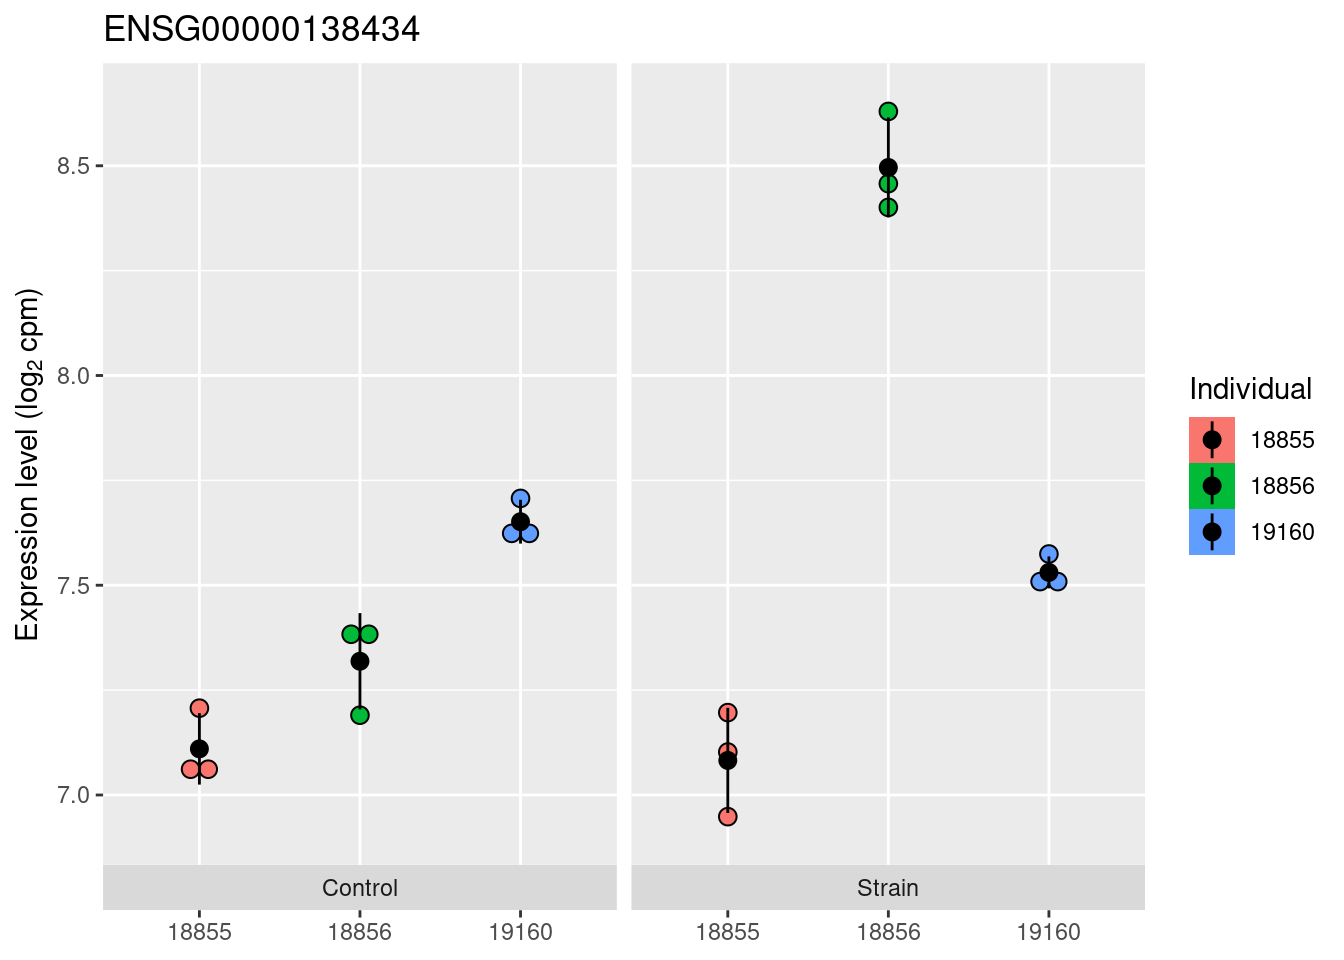 ENSG00000138434
Expression level (log2 cpm)
8.5
8.0
7.5
7.0
Control
Strain
18855
18856
19160
18855
18856
19160
Individual
18855
18856
19160